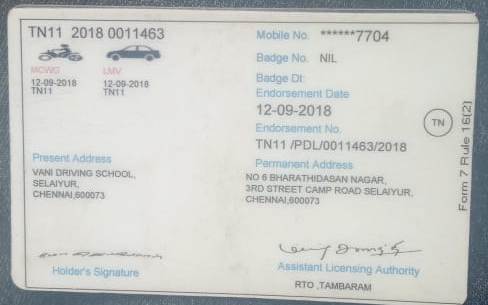 TN11 2018 0011463
MCWG LMV
12-09-2018 12-09-2018
TN11 TN11
Mobile No. ******7704
Badge No. NIL
Badge Dt:
Endorsement Date
12-09-2018
Endorsement No.
TN11 /PDL/0011463/2018
Present Address
VANI DRIVING SCHOOL,
SELAIYUR,
CHENNAI,600073
Permanent Address
NO 6 BHARATHIDASAN NAGAR,
3RD STREET CAMP ROAD SELAIYUR,
CHENNAI,600073
Holder's Signature
Assistant Licensing Authority
RTO ,TAMBARAM
TN
Form 7 Rule 16(2)